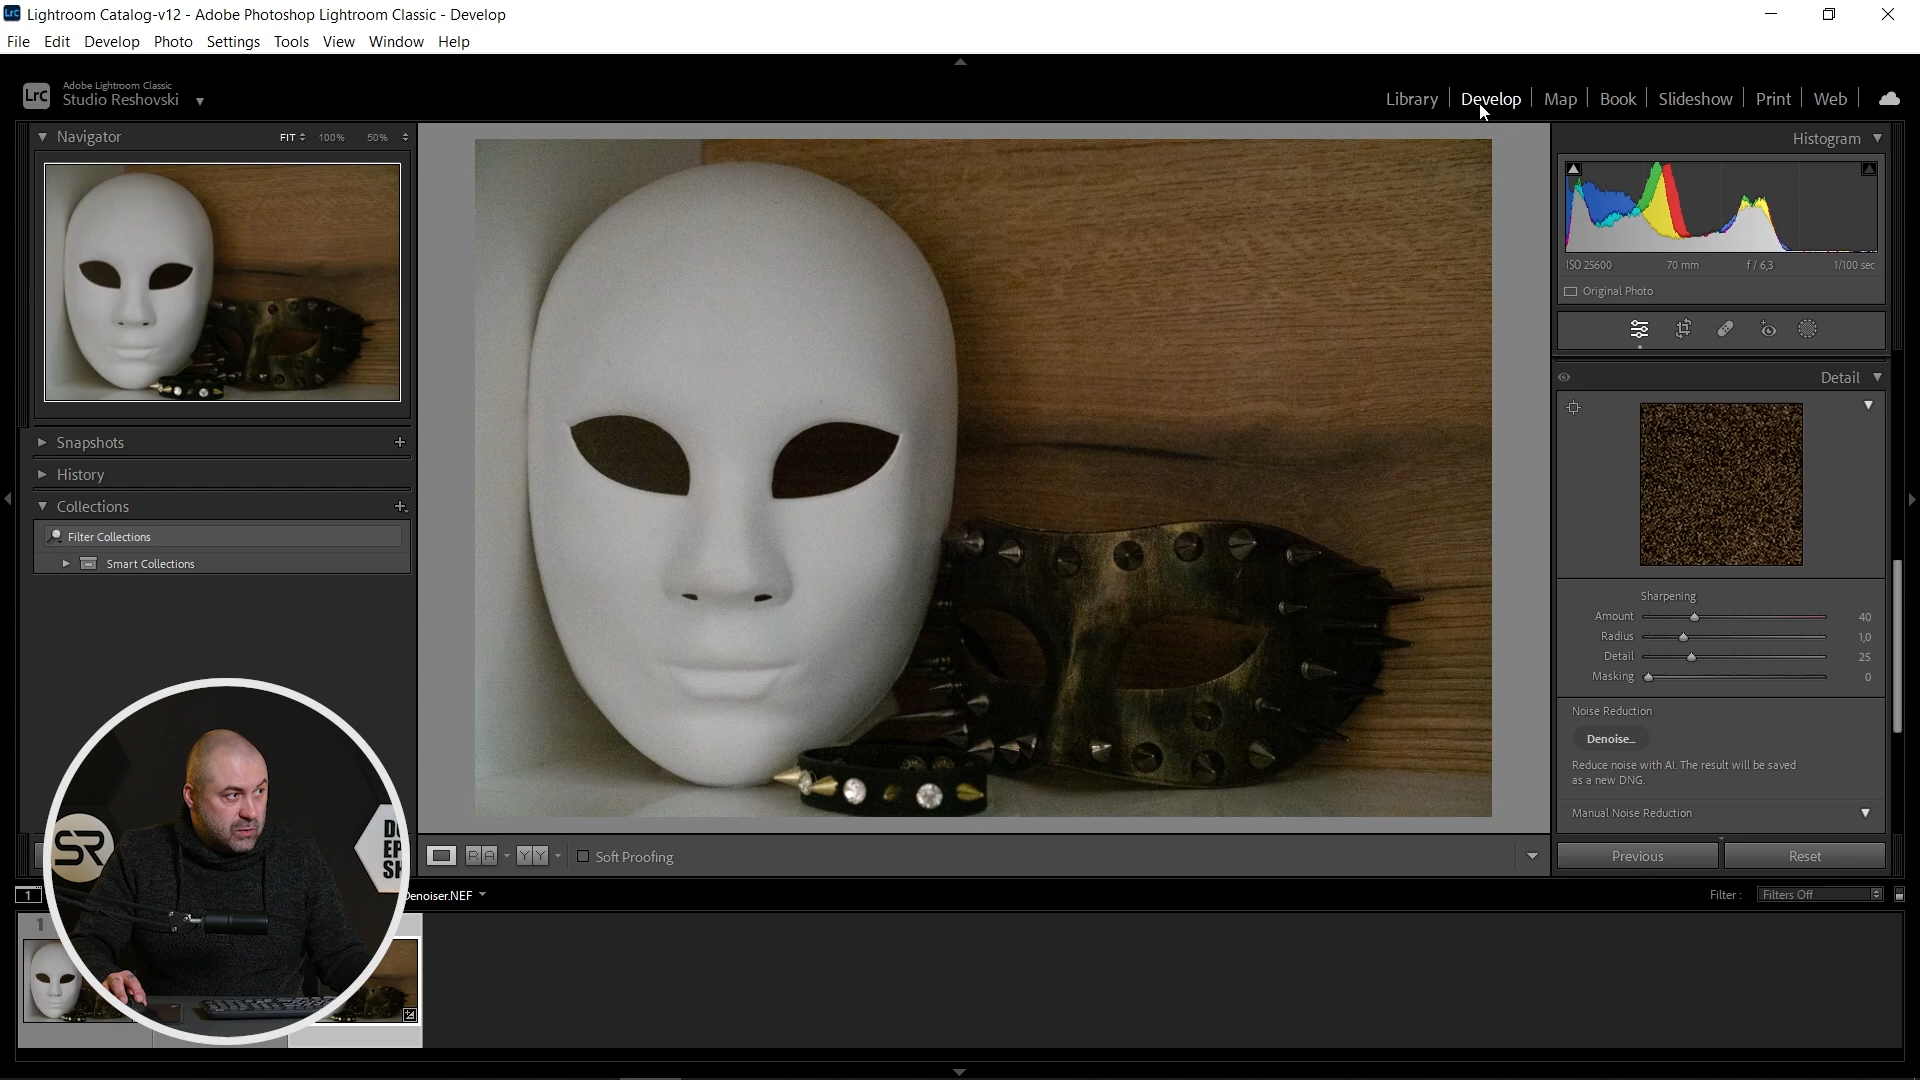 Lightroom Catalog-v12 - Adobe Photoshop Lightroom Classic - Develop
File Edit Develop Photo Settings Tools View Window Help
LrC
Adobe Lightroom Classic
Studio Reshovski
Library Develop Map Book Slideshow Print Web
Navigator FIT 100% 50%
Histogram
ISO 25600 70 mm f / 6,3 1/100 sec
Original Photo
Detail
Snapshots
History
Collections
Filter Collections
Smart Collections
Sharpening
Amount 40
Radius 1,0
Detail 25
Masking 0
Noise Reduction
Denoise...
Reduce noise with AI. The result will be saved
as a new DNG.
Manual Noise Reduction
Previous Reset
R A Y Y Soft Proofing
SR
1
Denoiser.NEF
Filter : Filters Off
1